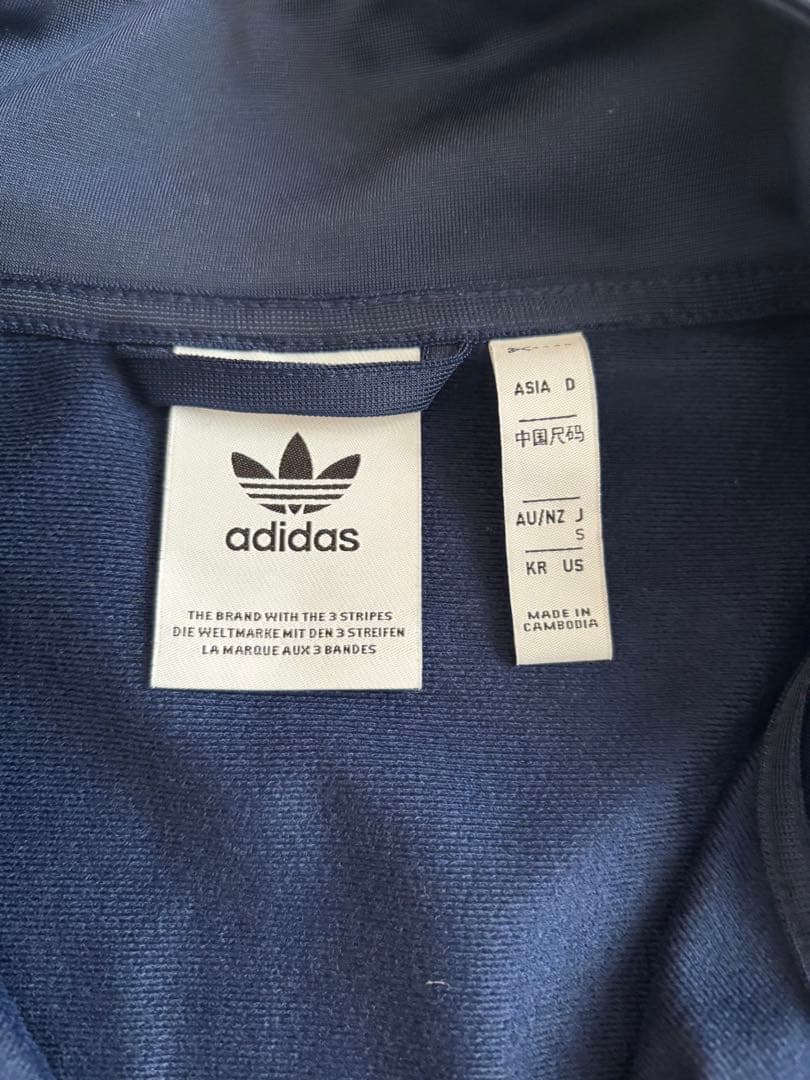 adidas
THE BRAND WITH THE 3 STRIPES
DIE WELTMARKE MIT DEN 3 STREIFEN
LA MARQUE AUX 3 BANDES
ASIA D
中国尺码
AU/NZ J
S
KR US
MADE IN
CAMBODIA